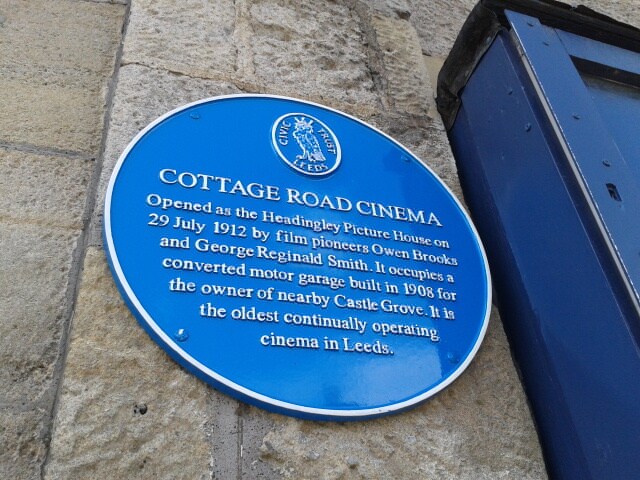 CIVIC TRUST
LEEDS
COTTAGE ROAD CINEMA
Opened as the Headingley Picture House on
29 July 1912 by film pioneers Owen Brooks
and George Reginald Smith. It occupies a
converted motor garage built in 1908 for
the owner of nearby Castle Grove. It is
the oldest continually operating
cinema in Leeds.